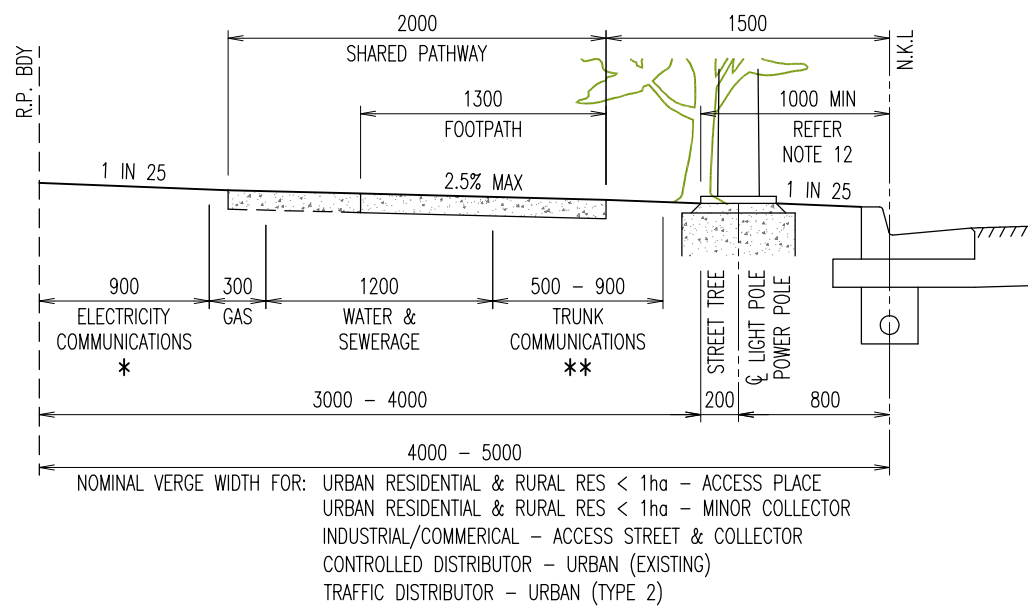 2000
1500
SHARED PATHWAY
R.P. BDY
N.K.L
1300
FOOTPATH
1000 MIN
REFER
NOTE 12
1 IN 25
2.5% MAX
1 IN 25
900
300
1200
500 – 900
ELECTRICITY
COMMUNICATIONS
*
GAS
WATER &
SEWERAGE
TRUNK
COMMUNICATIONS
**
STREET TREE
℄ LIGHT POLE
POWER POLE
3000 – 4000
200
800
4000 – 5000
NOMINAL VERGE WIDTH FOR: URBAN RESIDENTIAL & RURAL RES < 1ha – ACCESS PLACE
URBAN RESIDENTIAL & RURAL RES < 1ha – MINOR COLLECTOR
INDUSTRIAL/COMMERICAL – ACCESS STREET & COLLECTOR
CONTROLLED DISTRIBUTOR – URBAN (EXISTING)
TRAFFIC DISTRIBUTOR – URBAN (TYPE 2)